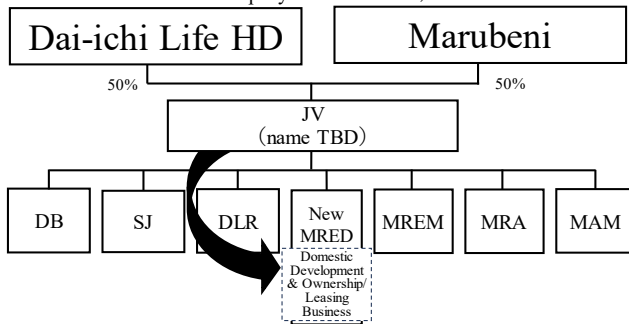 Dai-ichi Life HD
Marubeni
50%
50%
JV
(name TBD)
DB
SJ
DLR
New
MRED
MREM
MRA
MAM
Domestic
Development
& Ownership/
Leasing
Business